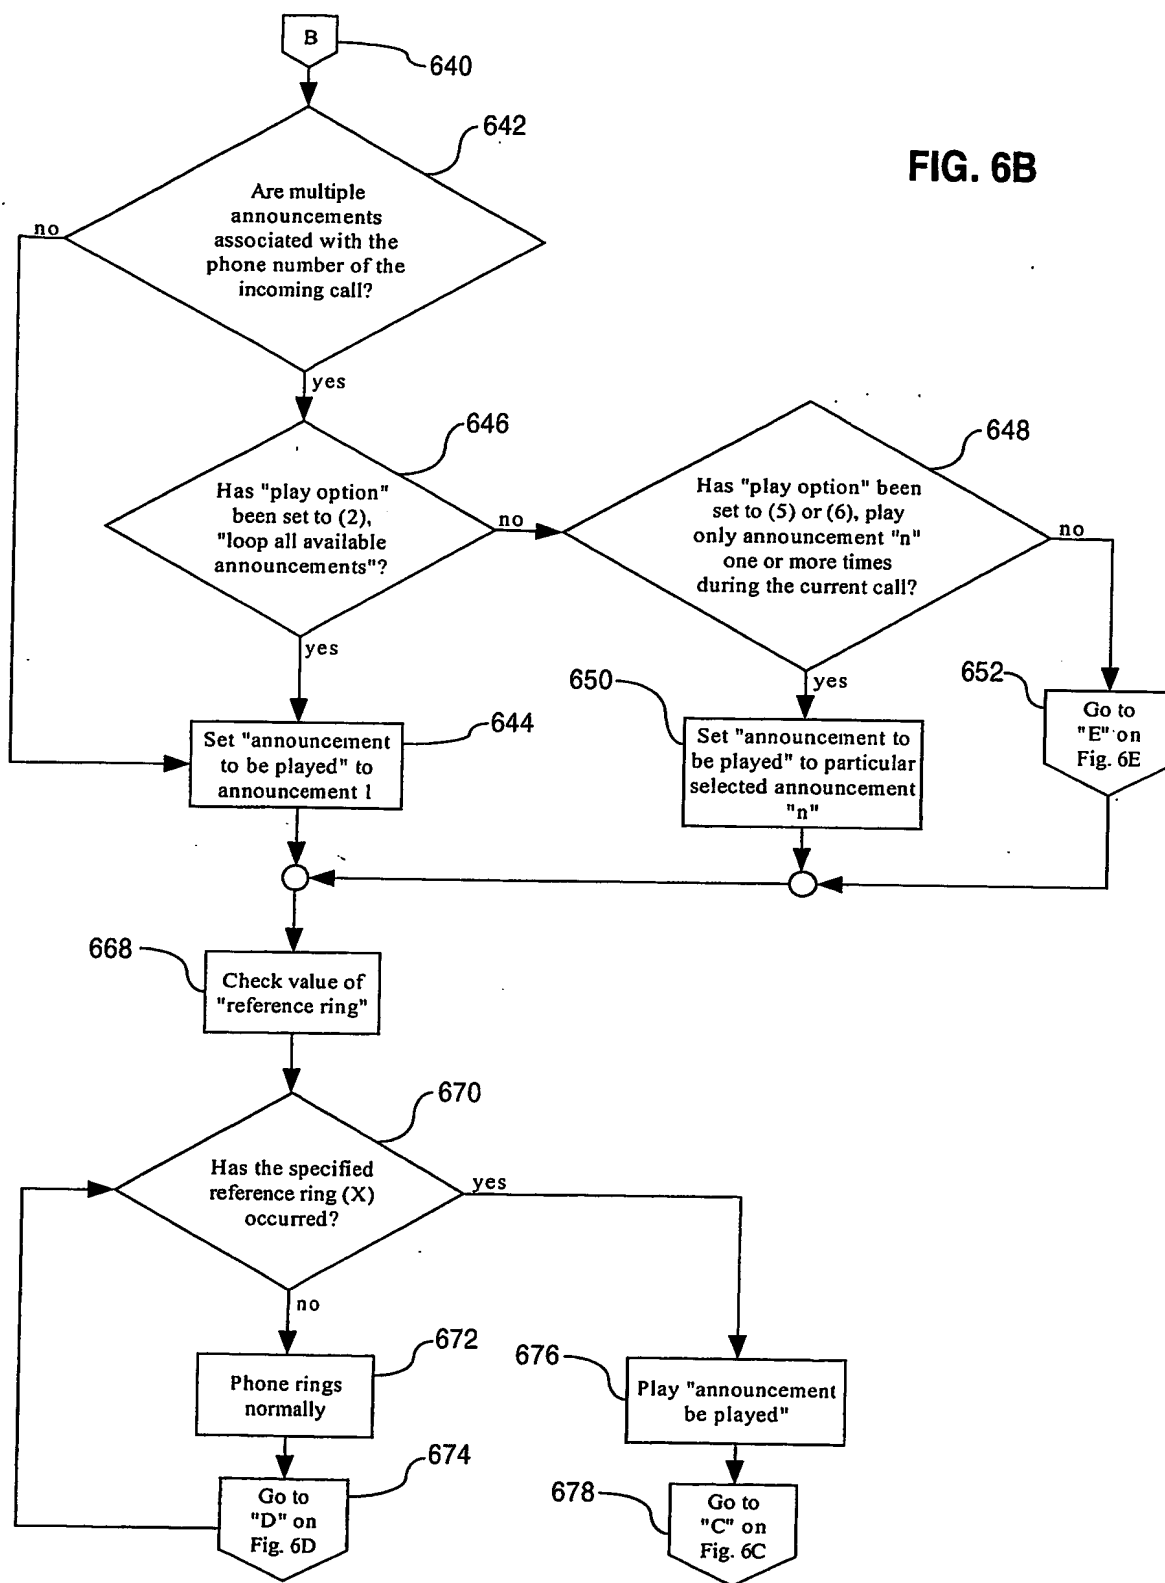 B
640
642
FIG. 6B
Are multiple
announcements
associated with the
phone number of the
incoming call?
no
yes
646
648
Has "play option"
been set to (2),
"loop all available
announcements"?
no
Has "play option" been
set to (5) or (6), play
only announcement "n"
one or more times
during the current call?
no
yes
yes
644
650
652
Set "announcement
to be played" to
announcement 1
Set "announcement to
be played" to particular
selected announcement
"n"
Go to
"E" on
Fig. 6E
668
Check value of
"reference ring"
670
Has the specified
reference ring (X)
occurred?
yes
no
672
Phone rings
normally
676
Play "announcement
be played"
674
Go to
"D" on
Fig. 6D
678
Go to
"C" on
Fig. 6C